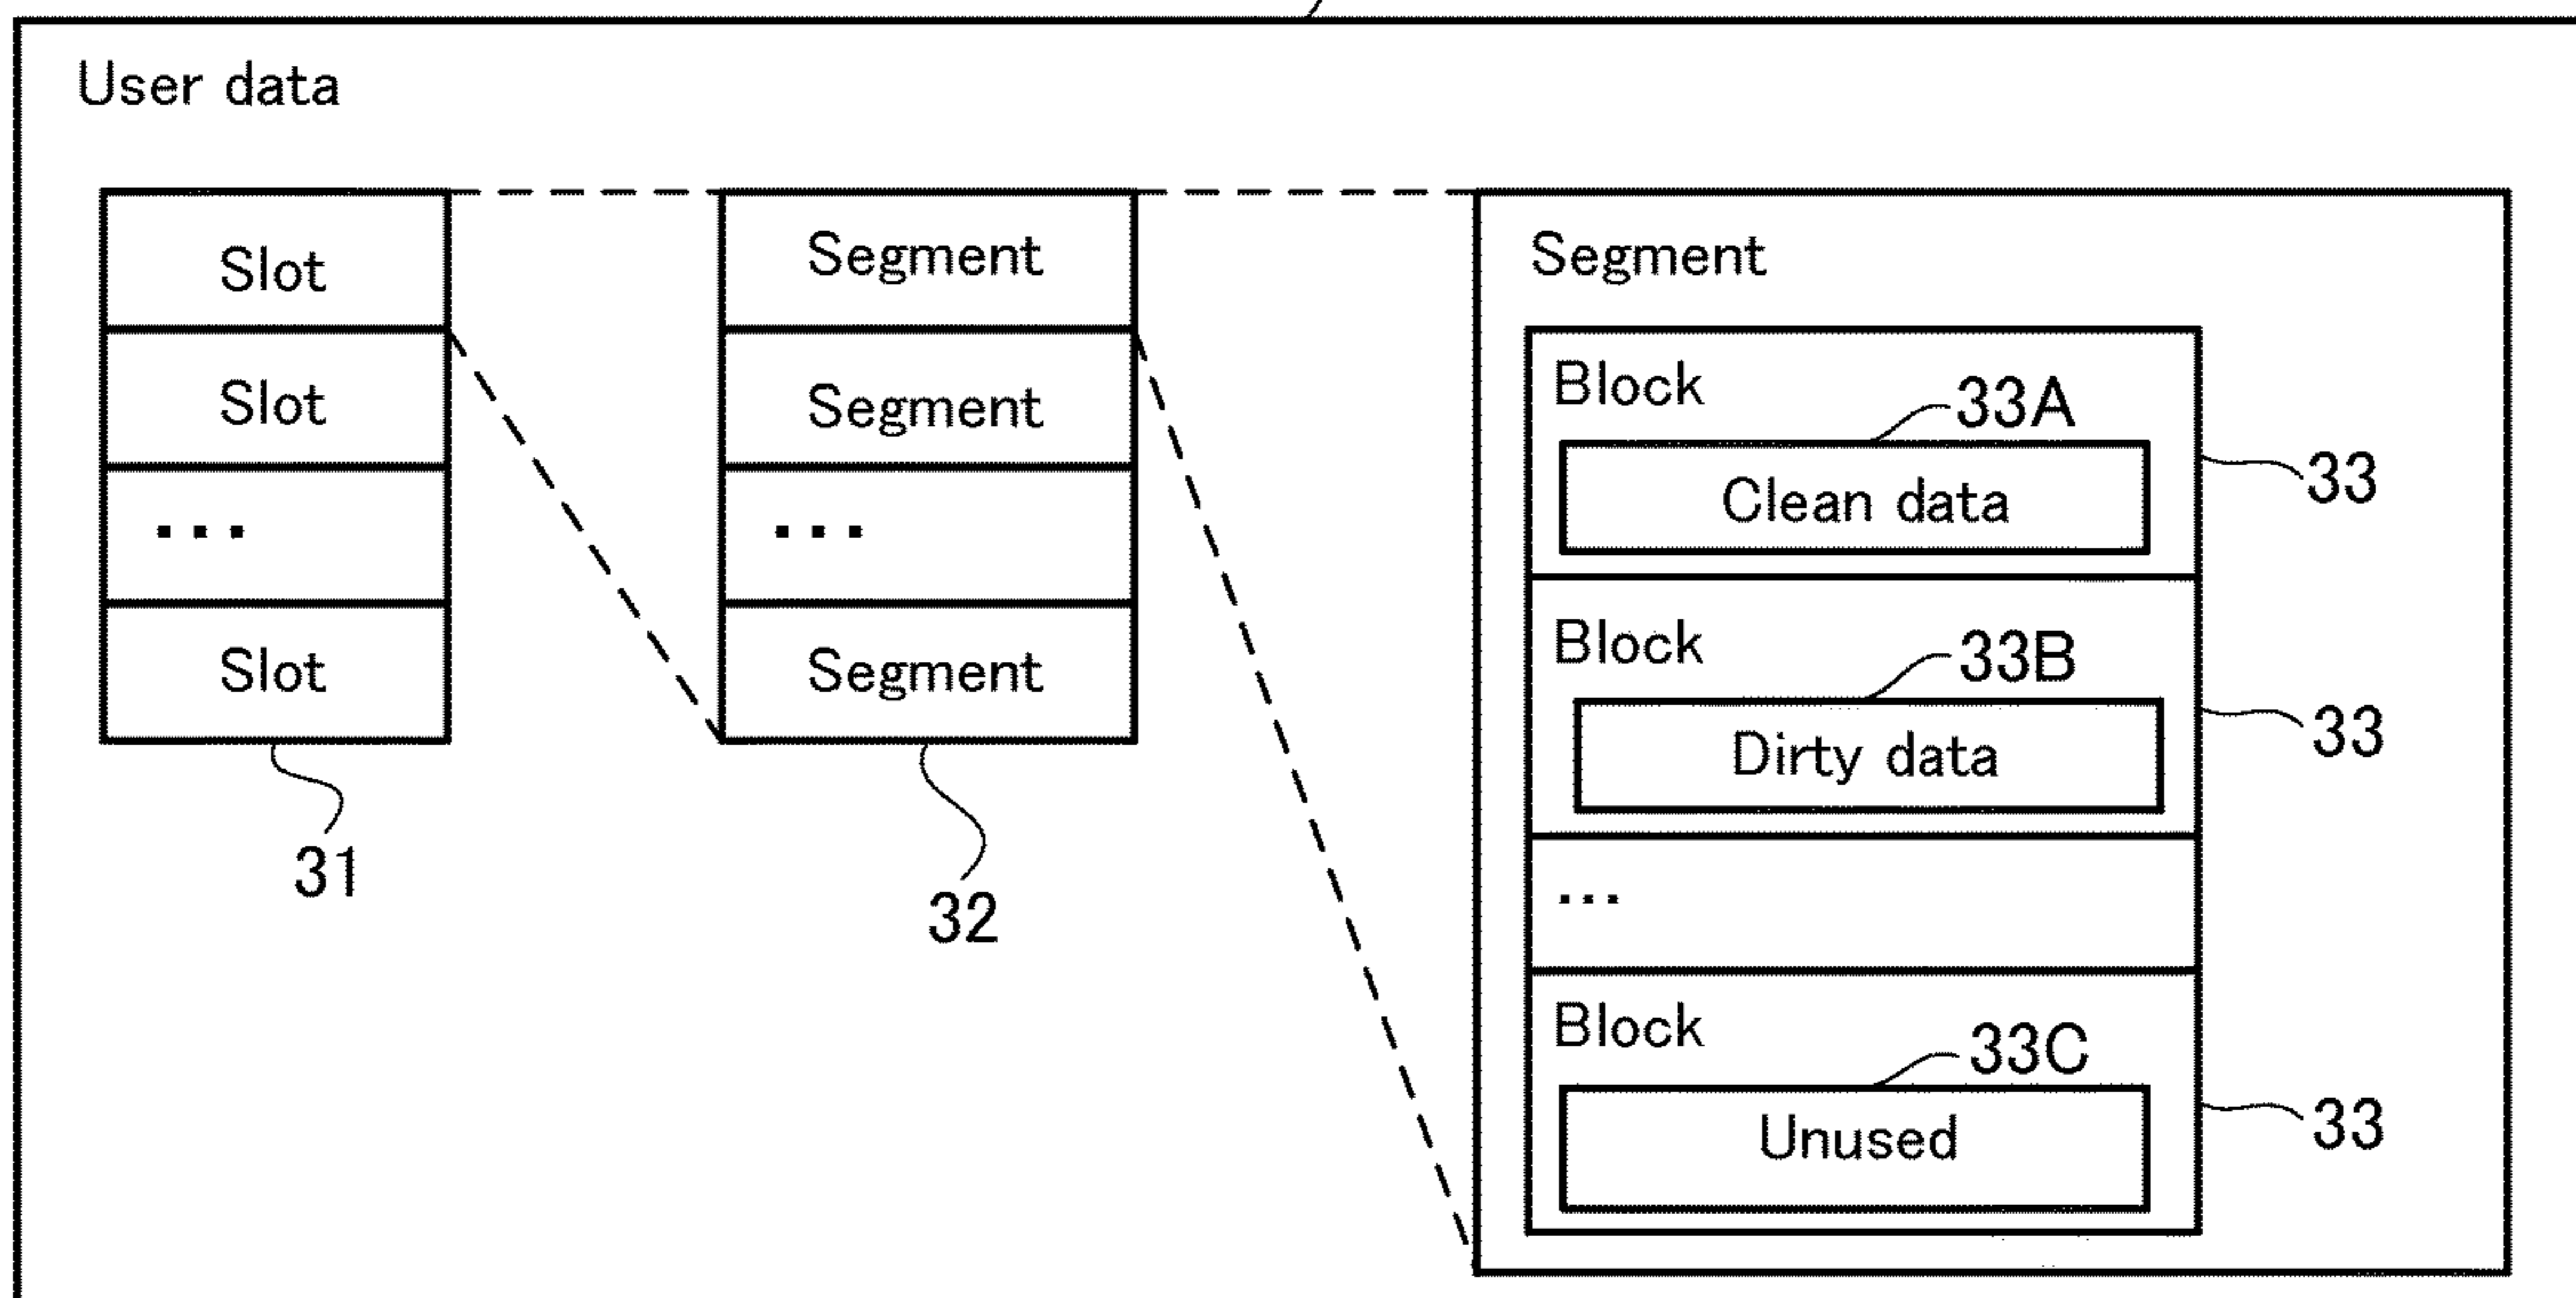 User data
Slot
Slot
...
Slot
31
Segment
Segment
...
Segment
32
Segment
Block
33A
Clean data
33
Block
33B
Dirty data
33
...
Block
33C
Unused
33